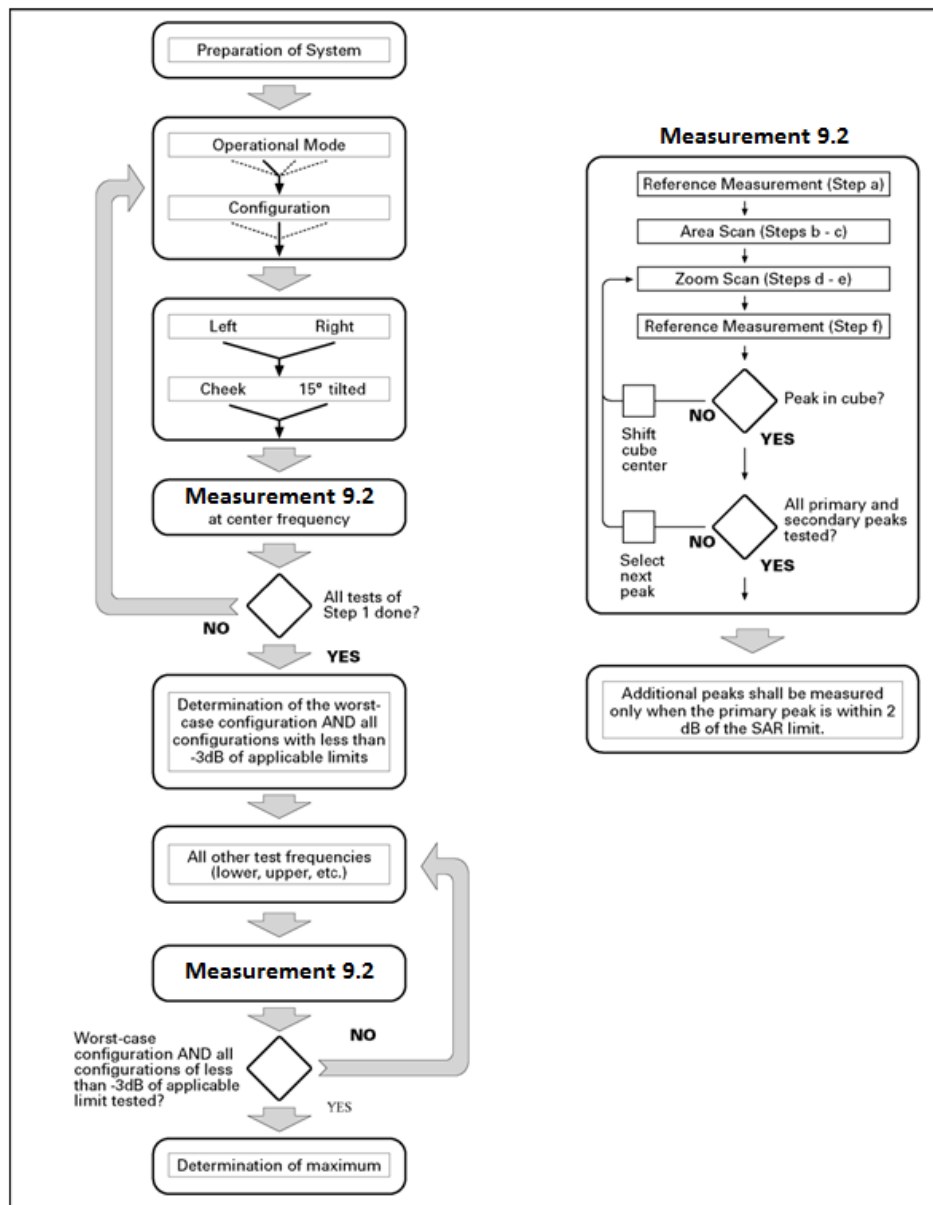 Preparation of System
Operational Mode
Configuration
Left Right
Cheek 15° tilted
Measurement 9.2
at center frequency
All tests of
Step 1 done?
NO
YES
Determination of the worst-
case configuration AND all
configurations with less than
-3dB of applicable limits
All other test frequencies
(lower, upper, etc.)
Measurement 9.2
NO
Worst-case
configuration AND all
configurations of less
than -3dB of applicable
limit tested?
YES
Determination of maximum
Measurement 9.2
Reference Measurement (Step a)
Area Scan (Steps b - c)
Zoom Scan (Steps d - e)
Reference Measurement (Step f)
Peak in cube?
NO
Shift
cube
center
YES
All primary and
secondary peaks
tested?
NO
Select
next
peak
YES
Additional peaks shall be measured
only when the primary peak is within 2
dB of the SAR limit.